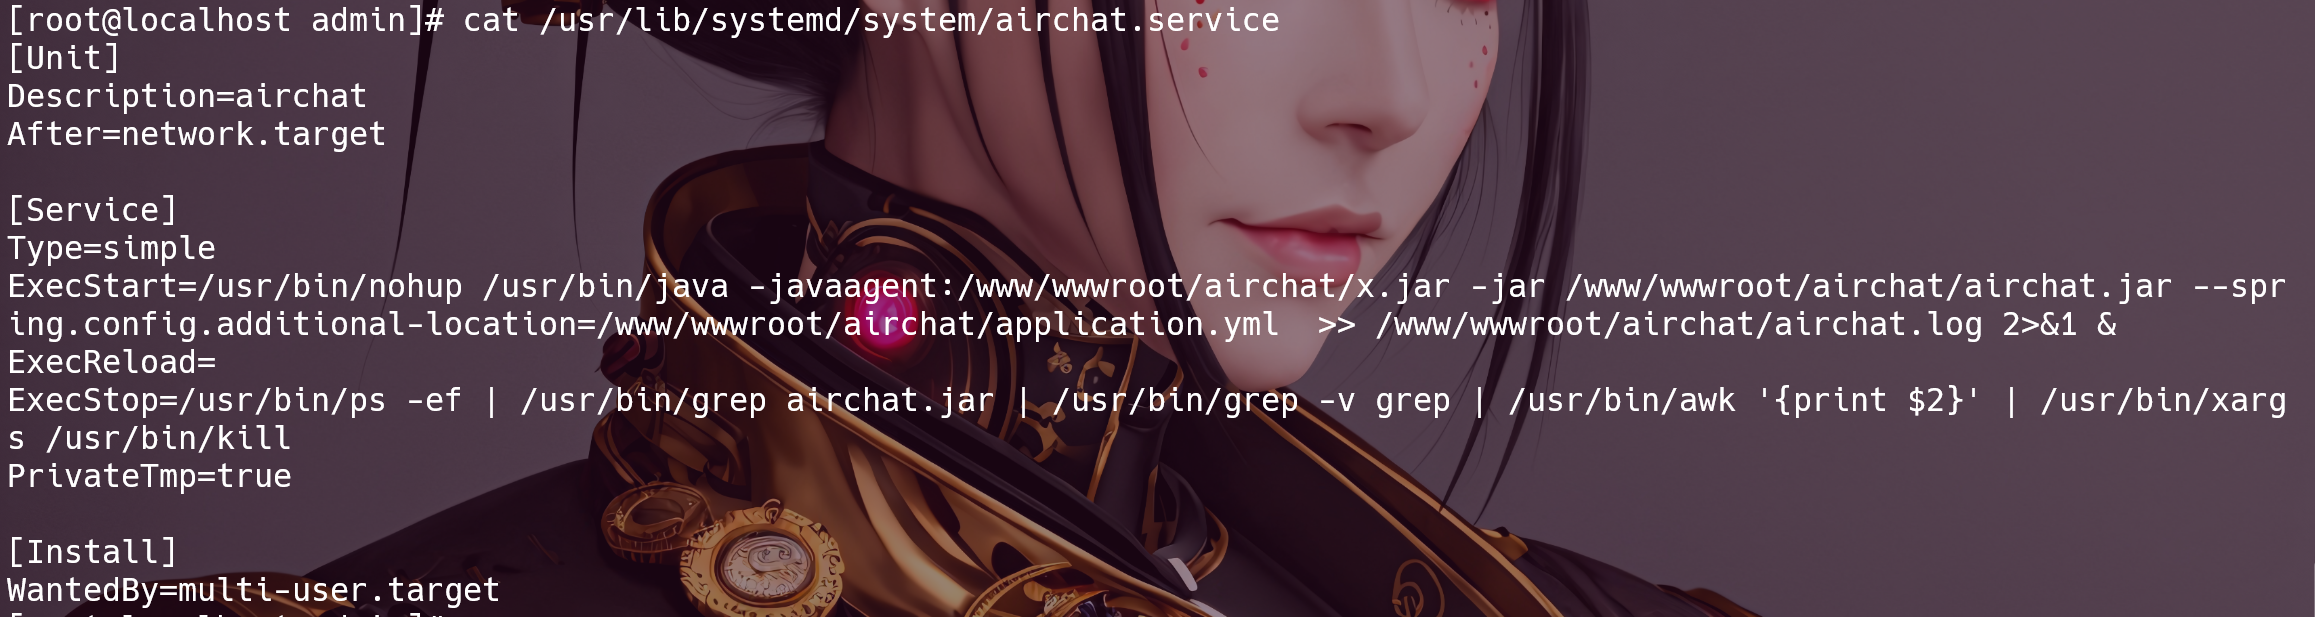 [root@localhost admin]# cat /usr/lib/systemd/system/airchat.service
[Unit]
Description=airchat
After=network.target
[Service]
Type=simple
ExecStart=/usr/bin/nohup /usr/bin/java -javaagent:/www/wwwroot/airchat/x.jar -jar /www/wwwroot/airchat/airchat.jar --spr
ing.config.additional-location=/www/wwwroot/airchat/application.yml  >> /www/wwwroot/airchat/airchat.log 2>&1 &
ExecReload=
ExecStop=/usr/bin/ps -ef | /usr/bin/grep airchat.jar | /usr/bin/grep -v grep | /usr/bin/awk '{print $2}' | /usr/bin/xarg
s /usr/bin/kill
PrivateTmp=true
[Install]
WantedBy=multi-user.target